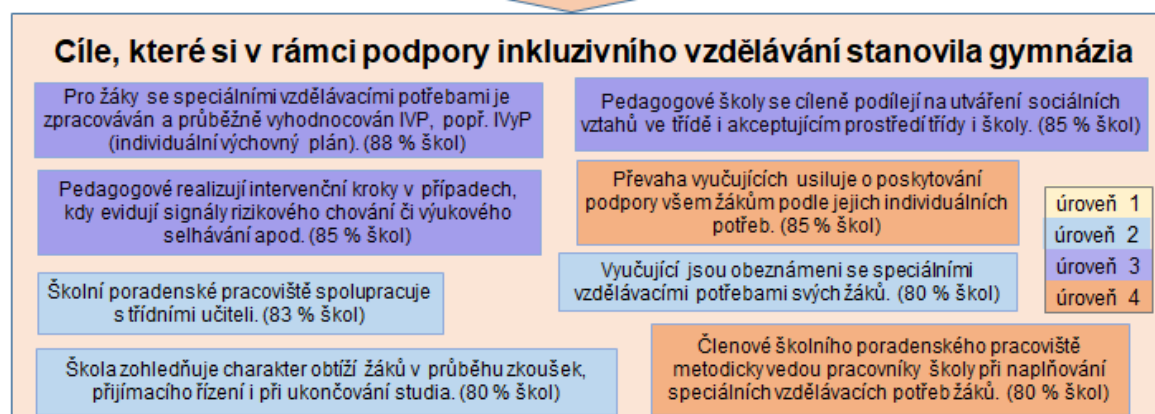 Cíle, které si v rámci podpory inkluzivního vzdělávání stanovila gymnázia
Pro žáky se speciálními vzdělávacími potřebami je
zpracováván a průběžně vyhodnocován IVP, popř. IVyP
(individuální výchovný plán). (88 % škol)
Pedagogové školy se cíleně podílejí na utváření sociálních
vztahů ve třídě i akceptujícím prostředí třídy i školy. (85 % škol)
Pedagogové realizují intervenční kroky v případech,
kdy evidují signály rizikového chování či výukového
selhávání apod. (85 % škol)
Převaha vyučujících usiluje o poskytování
podpory všem žákům podle jejich individuálních
potřeb. (85 % škol)
úroveň 1
úroveň 2
úroveň 3
úroveň 4
Školní poradenské pracoviště spolupracuje
s třídními učiteli. (83 % škol)
Vyučující jsou obeznámeni se speciálními
vzdělávacími potřebami svých žáků. (80 % škol)
Škola zohledňuje charakter obtíží žáků v průběhu zkoušek,
přijímacího řízení i při ukončování studia. (80 % škol)
Členové školního poradenského pracoviště
metodicky vedou pracovníky školy při naplňování
speciálních vzdělávacích potřeb žáků. (80 % škol)